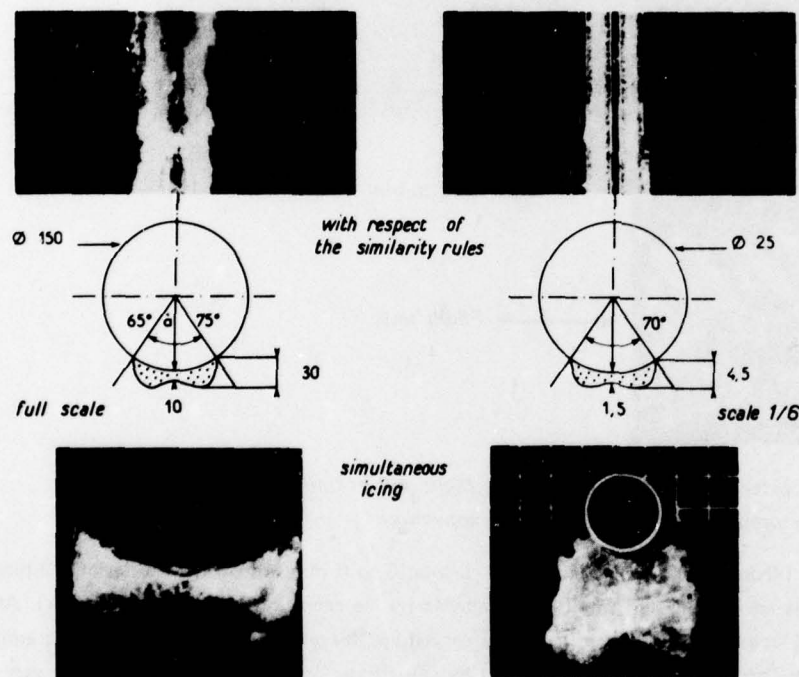 with respect of
the similarity rules
Ø 150
Ø 25
65° à 75°
70°
30
4,5
full scale
10
1,5
scale 1/6
simultaneous
icing